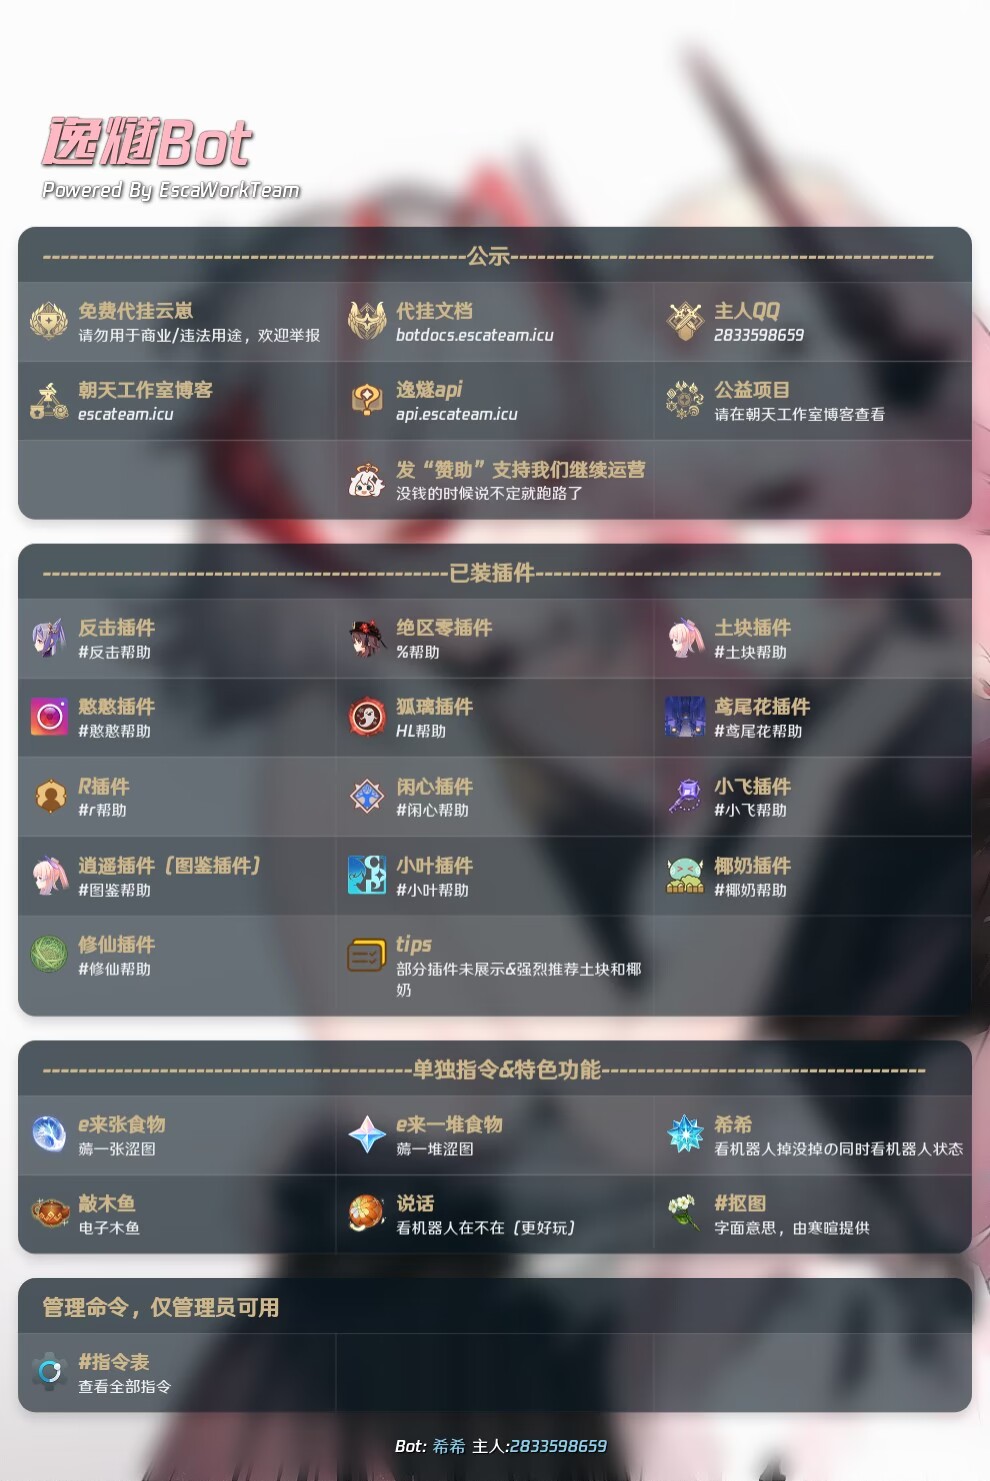 逸燧Bot
Powered By EscaWorkTeam
-----------------------------------------------公示-----------------------------------------------
免费代挂云崽
请勿用于商业/违法用途，欢迎举报
代挂文档
botdocs.escateam.icu
主人QQ
2833598659
朝天工作室博客
escateam.icu
逸燧api
api.escateam.icu
公益项目
请在朝天工作室博客查看
发“赞助”支持我们继续运营
没钱的时候说不定就跑路了
---------------------------------------------已装插件---------------------------------------------
反击插件
#反击帮助
绝区零插件
%帮助
土块插件
#土块帮助
憨憨插件
#憨憨帮助
狐璃插件
HL帮助
鸢尾花插件
#鸢尾花帮助
R插件
#r帮助
闲心插件
#闲心帮助
小飞插件
#小飞帮助
逍遥插件（图鉴插件）
#图鉴帮助
小叶插件
#小叶帮助
椰奶插件
#椰奶帮助
修仙插件
#修仙帮助
tips
部分插件未展示&强烈推荐土块和椰
奶
-----------------------------------------单独指令&特色功能------------------------------------
e来张食物
薅一张涩图
e来一堆食物
薅一堆涩图
希希
看机器人掉没掉の同时看机器人状态
敲木鱼
电子木鱼
说话
看机器人在不在（更好玩）
#抠图
字面意思，由寒暄提供
管理命令，仅管理员可用
#指令表
查看全部指令
Bot: 希希 主人:2833598659